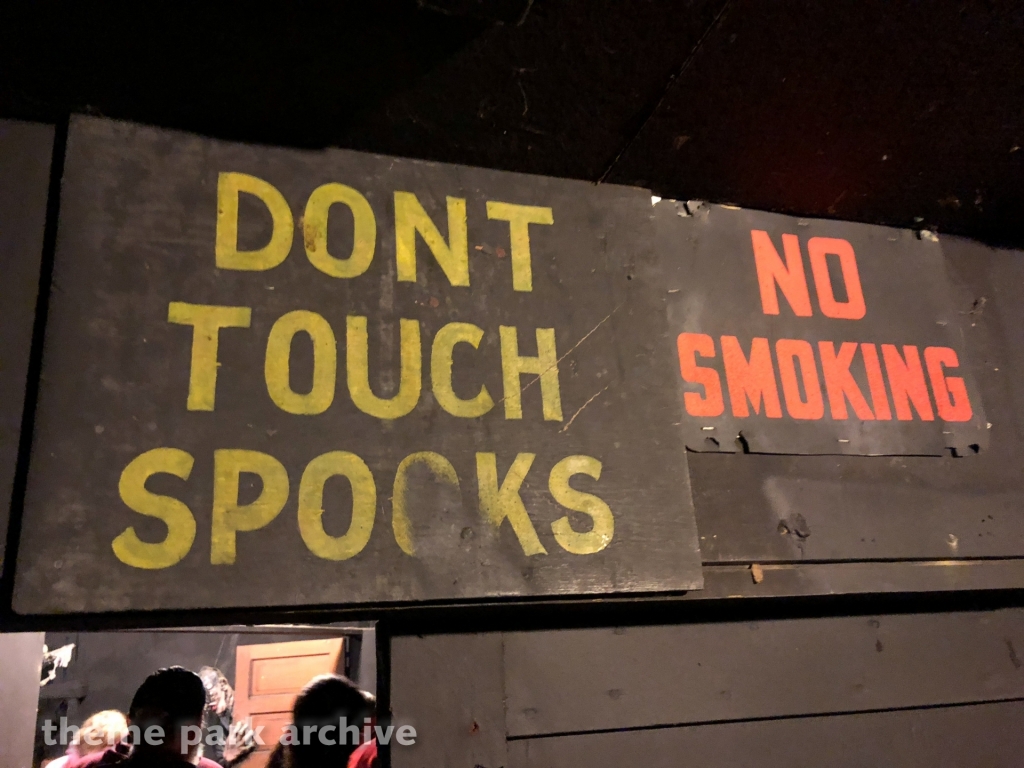 DONT
TOUCH
SPOOKS
NO
SMOKING
theme park archive